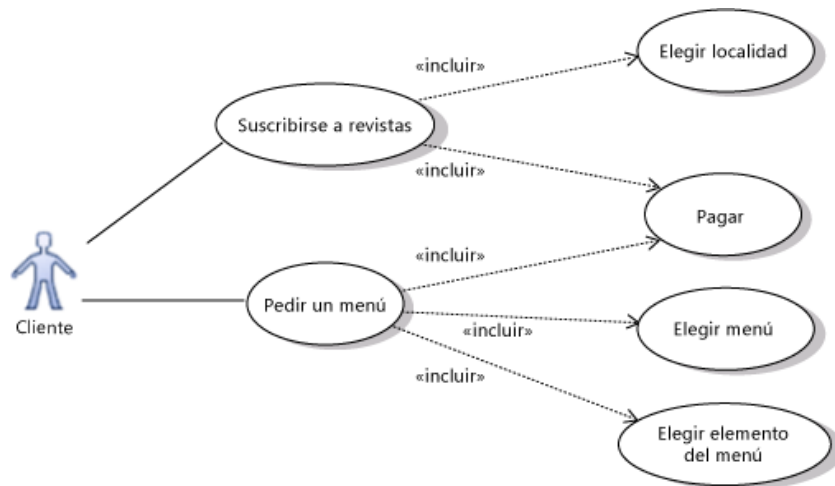 Elegir localidad
«incluir»
Suscribirse a revistas
«incluir»
Pagar
«incluir»
Pedir un menú
Cliente
«incluir»
Elegir menú
«incluir»
Elegir elemento
del menú